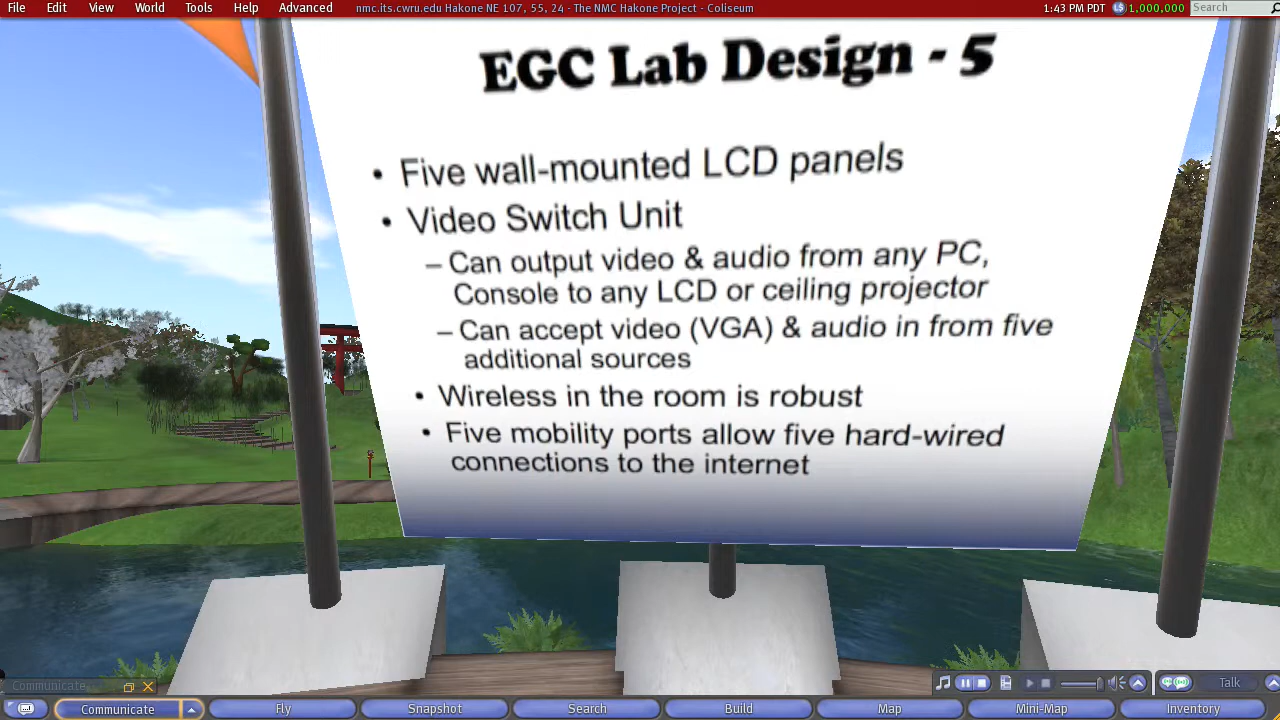 File Edit View World Tools Help Advanced nmc.its.cwru.edu Hakone NE 107, 55, 24 - The NMC Hakone Project - Coliseum 1:43 PM PDT L$ 1,000,000 Search
EGC Lab Design - 5
• Five wall-mounted LCD panels
• Video Switch Unit
– Can output video & audio from any PC,
Console to any LCD or ceiling projector
– Can accept video (VGA) & audio in from five
additional sources
• Wireless in the room is robust
• Five mobility ports allow five hard-wired
connections to the internet
Communicate
Talk
Communicate Fly Snapshot Search Build Map Mini-Map Inventory